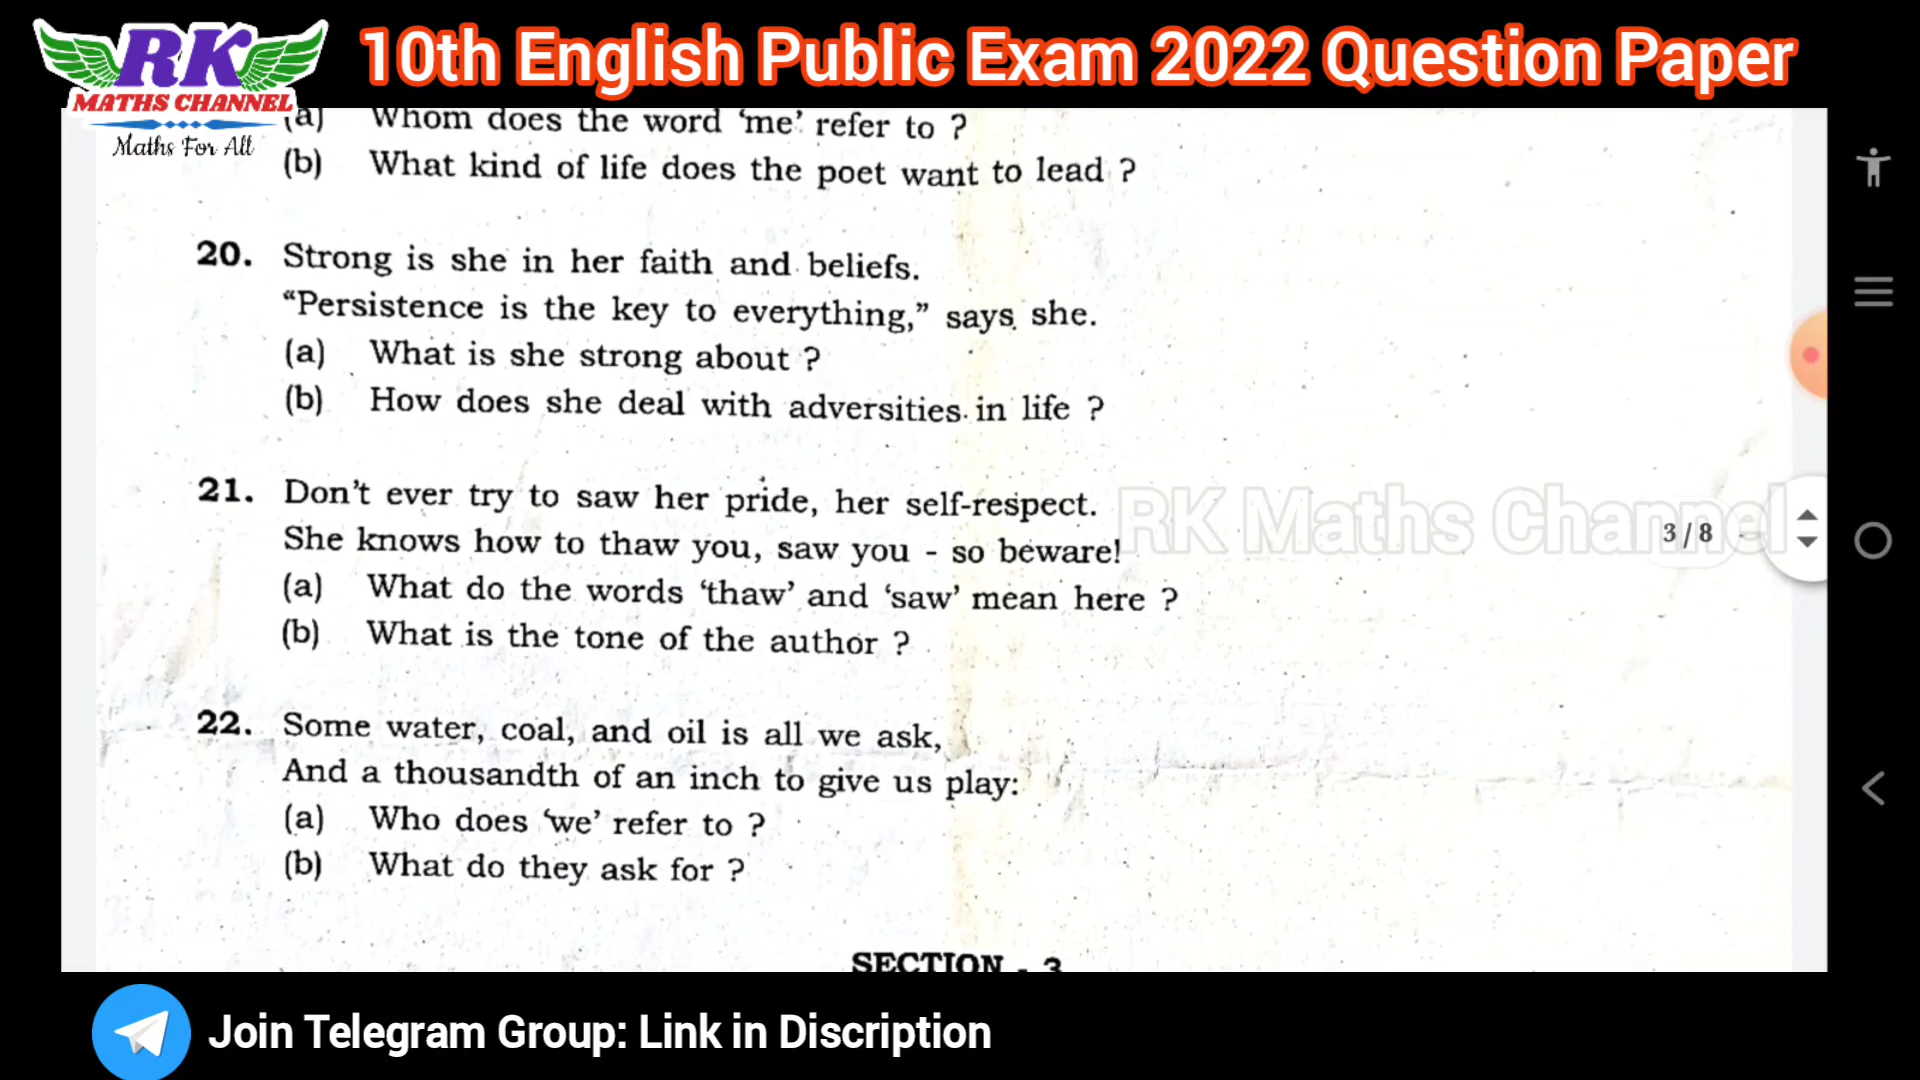 RK
MATHS CHANNEL
Maths For All
10th English Public Exam 2022 Question Paper
(a) Whom does the word ‘me’ refer to ?
(b) What kind of life does the poet want to lead ?
20. Strong is she in her faith and beliefs.
“Persistence is the key to everything,” says she.
(a) What is she strong about ?
(b) How does she deal with adversities in life ?
21. Don’t ever try to saw her pride, her self-respect.
She knows how to thaw you, saw you - so beware!
(a) What do the words ‘thaw’ and ‘saw’ mean here ?
(b) What is the tone of the author ?
RK Maths Channel
3 / 8
22. Some water, coal, and oil is all we ask,
And a thousandth of an inch to give us play:
(a) Who does ‘we’ refer to ?
(b) What do they ask for ?
SECTION - 3
Join Telegram Group: Link in Discription